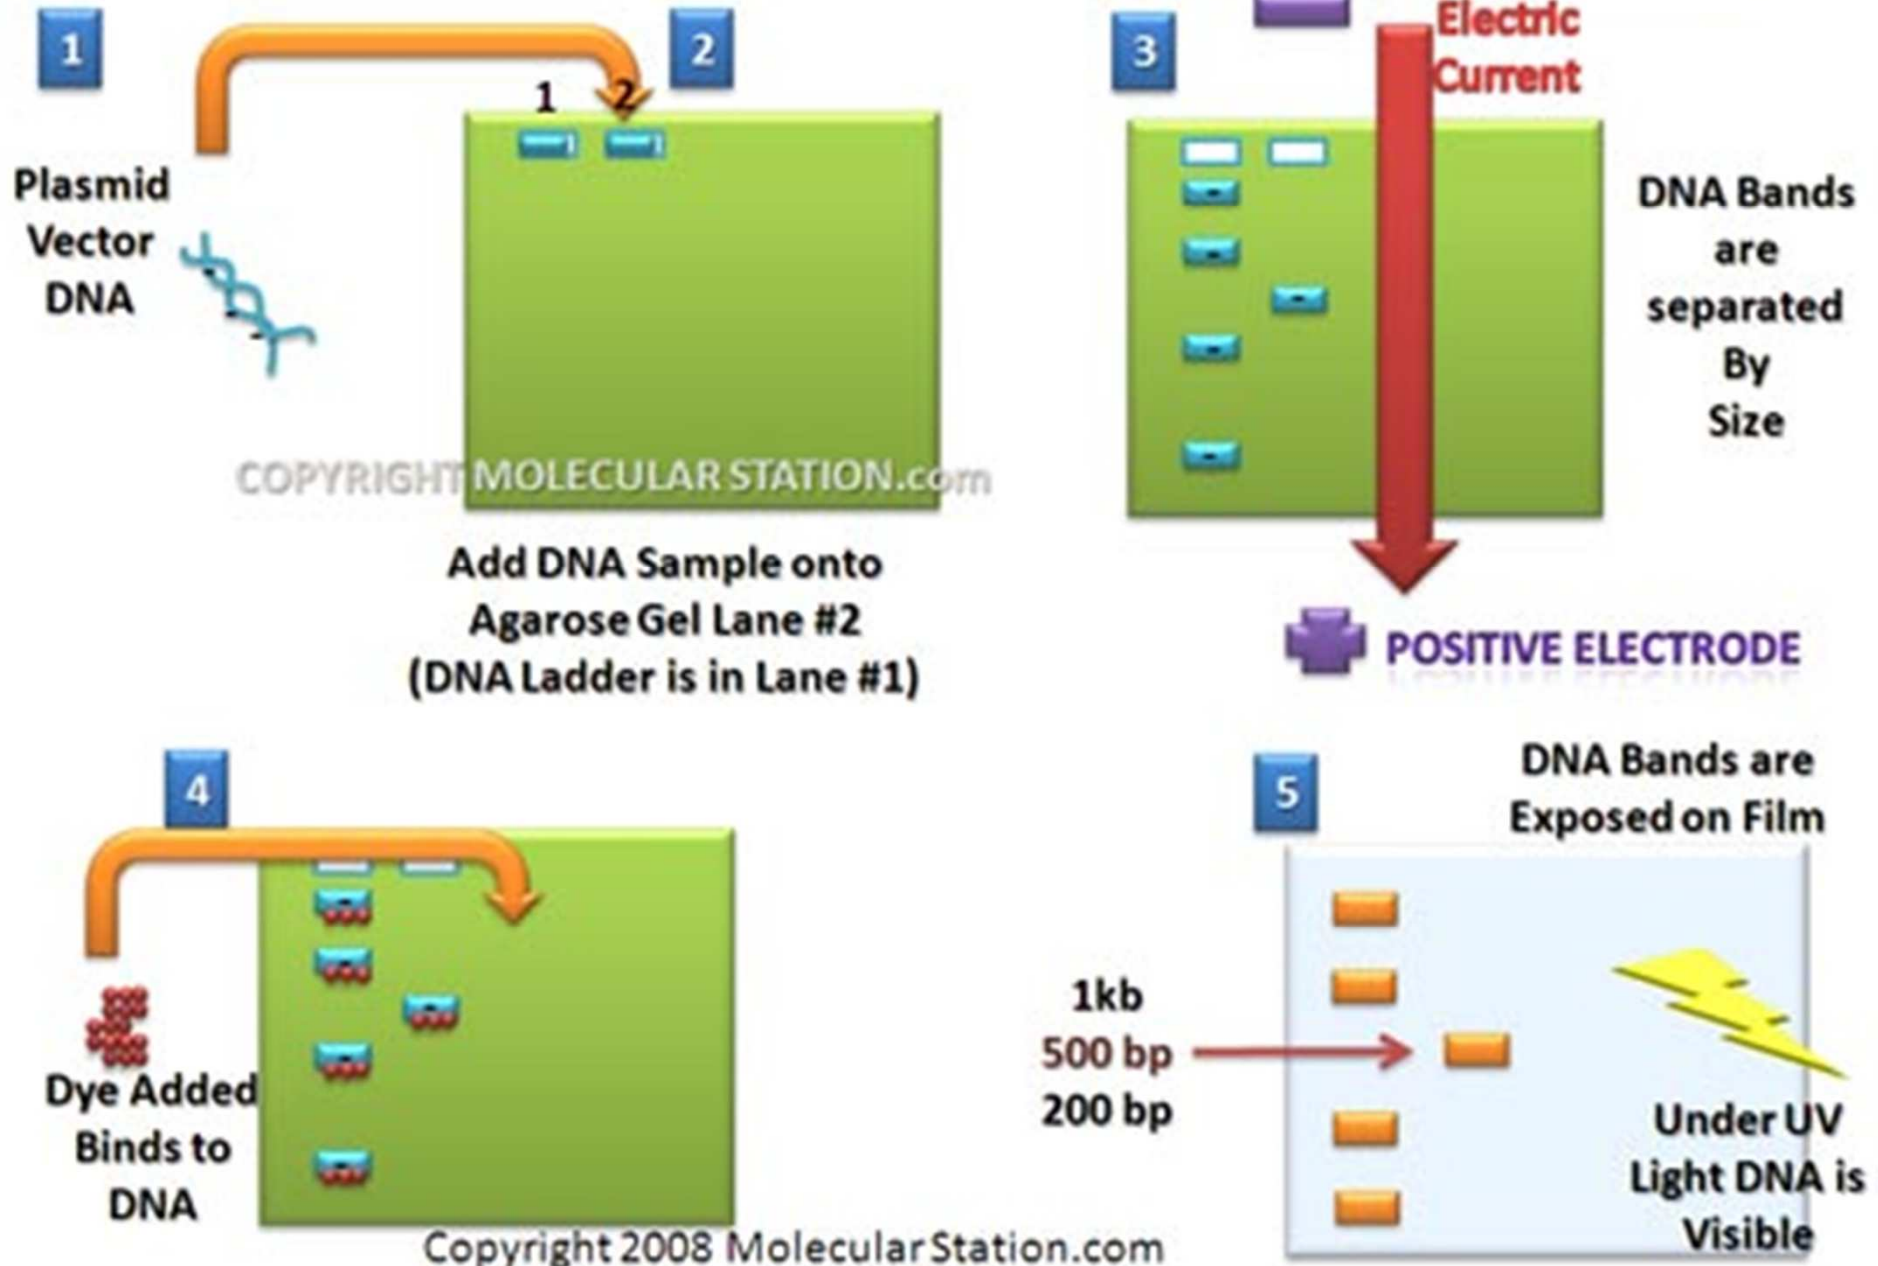 1
Plasmid
Vector
DNA
2
1 2
COPYRIGHT MOLECULAR STATION.com
Add DNA Sample onto
Agarose Gel Lane #2
(DNA Ladder is in Lane #1)
3
Electric
Current
DNA Bands
are
separated
By
Size
POSITIVE ELECTRODE
4
Dye Added
Binds to
DNA
5
DNA Bands are
Exposed on Film
1kb
500 bp
200 bp
Under UV
Light DNA is
Visible
Copyright 2008 MolecularStation.com